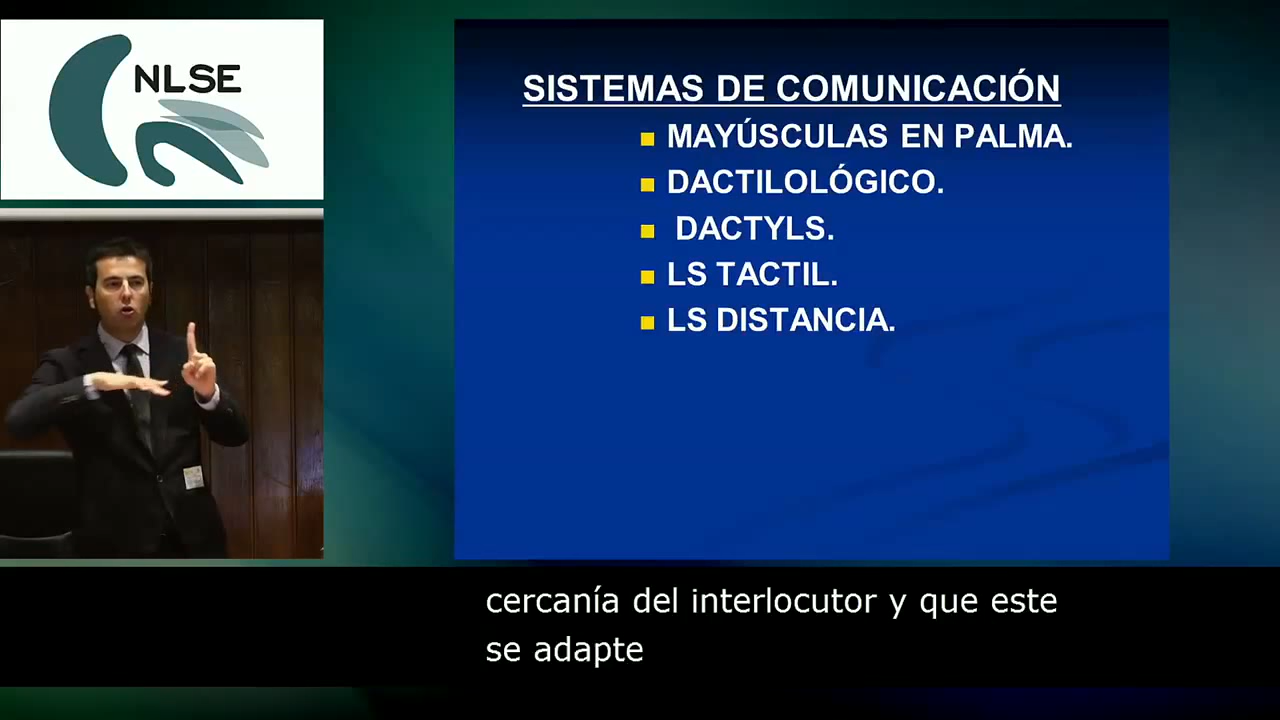 NLSE
SISTEMAS DE COMUNICACIÓN
MAYÚSCULAS EN PALMA.
DACTILOLÓGICO.
DACTYLS.
LS TACTIL.
LS DISTANCIA.
cercanía del interlocutor y que este
se adapte